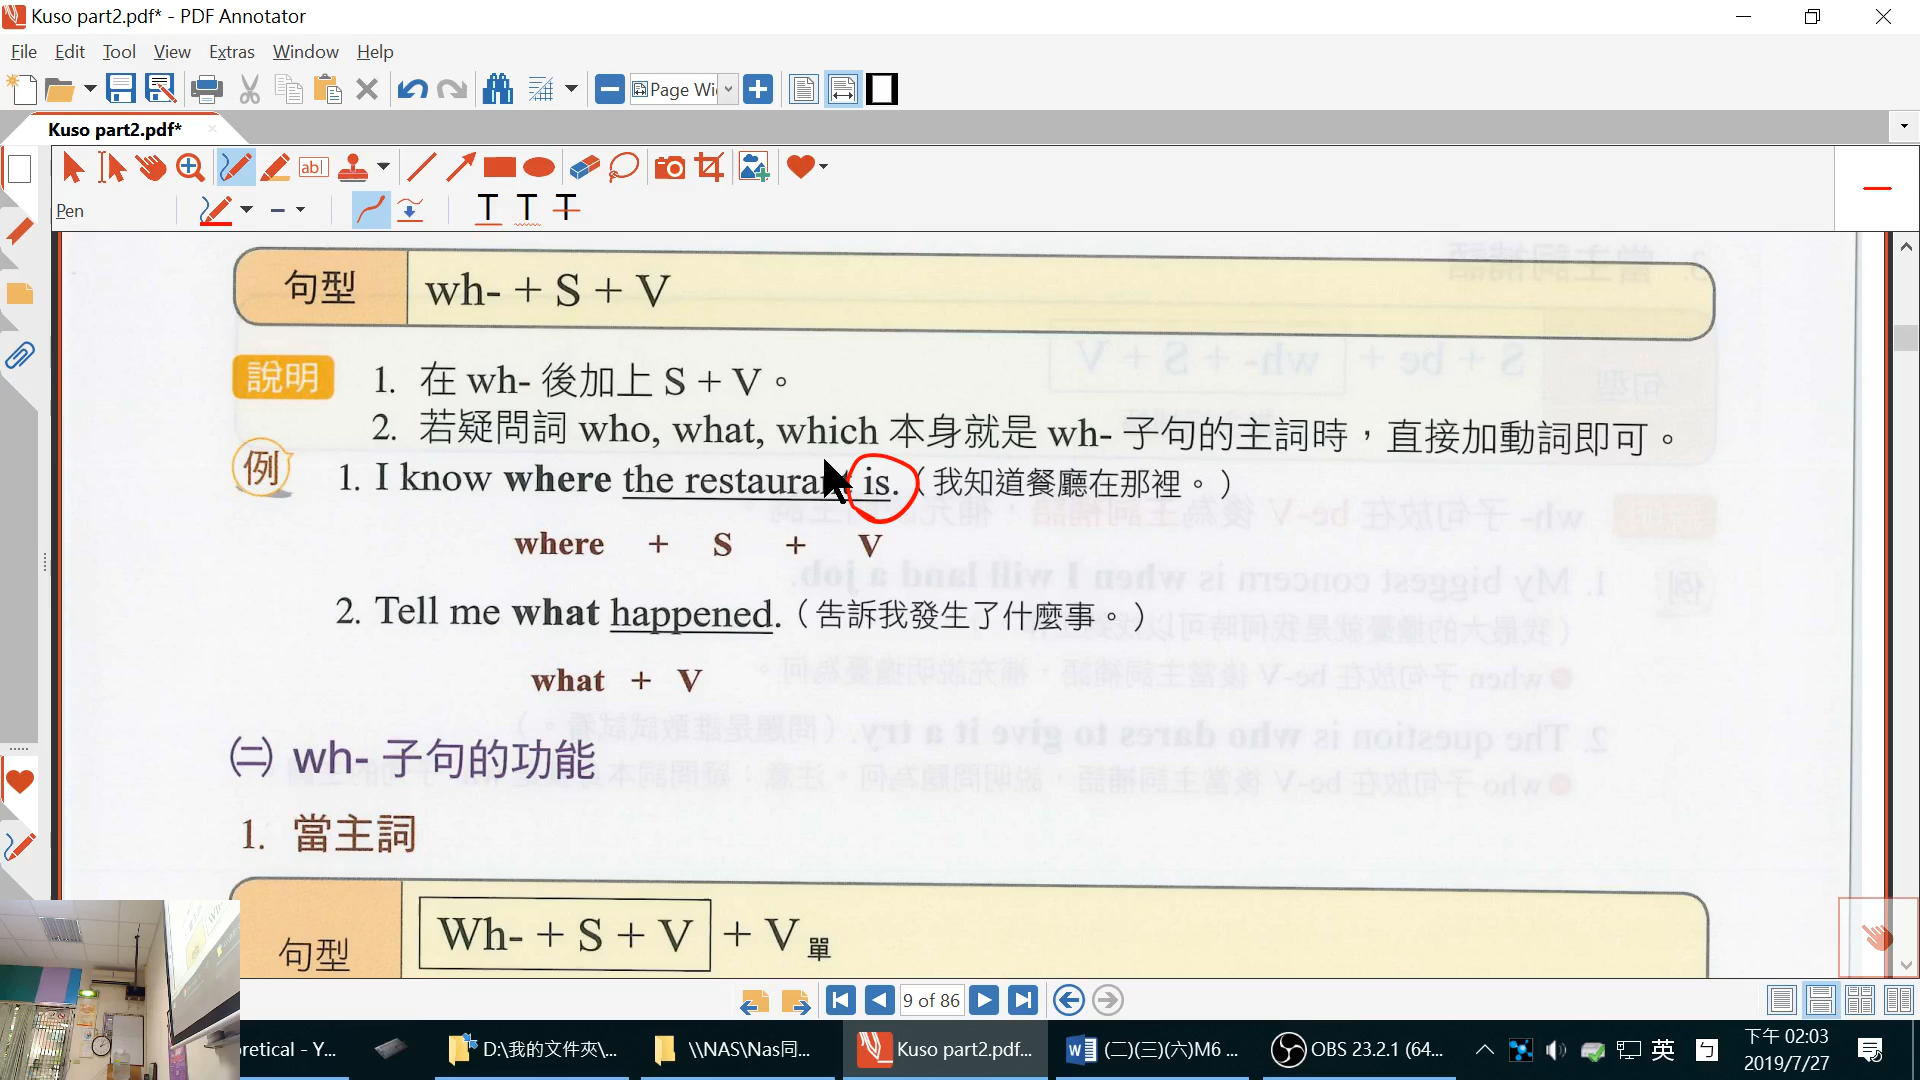 Kuso part2.pdf* - PDF Annotator
File Edit Tool View Extras Window Help
Page Wi
Kuso part2.pdf*
ab
Pen
T T T
句型 wh- + S + V
說明 1. 在 wh- 後加上 S + V。
2. 若疑問詞 who, what, which 本身就是 wh- 子句的主詞時，直接加動詞即可。
例 1. I know where the restaurant is.（我知道餐廳在那裡。）
where + S + V
2. Tell me what happened.（告訴我發生了什麼事。）
what + V
㈡ wh- 子句的功能
1. 當主詞
句型 Wh- + S + V + V單
9 of 86
retical - Y...
D:\我的文件夾\...
\\NAS\Nas同...
Kuso part2.pdf...
(二)(三)(六)M6 ...
OBS 23.2.1 (64...
英
ㄅ
下午 02:03
2019/7/27